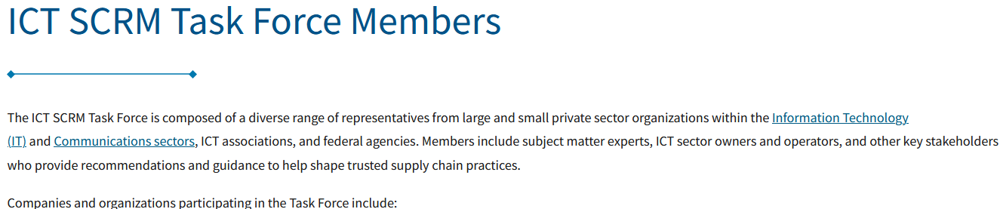 ICT SCRM Task Force Members
The ICT SCRM Task Force is composed of a diverse range of representatives from large and small private sector organizations within the Information Technology
(IT) and Communications sectors, ICT associations, and federal agencies. Members include subject matter experts, ICT sector owners and operators, and other key stakeholders
who provide recommendations and guidance to help shape trusted supply chain practices.
Companies and organizations participating in the Task Force include: